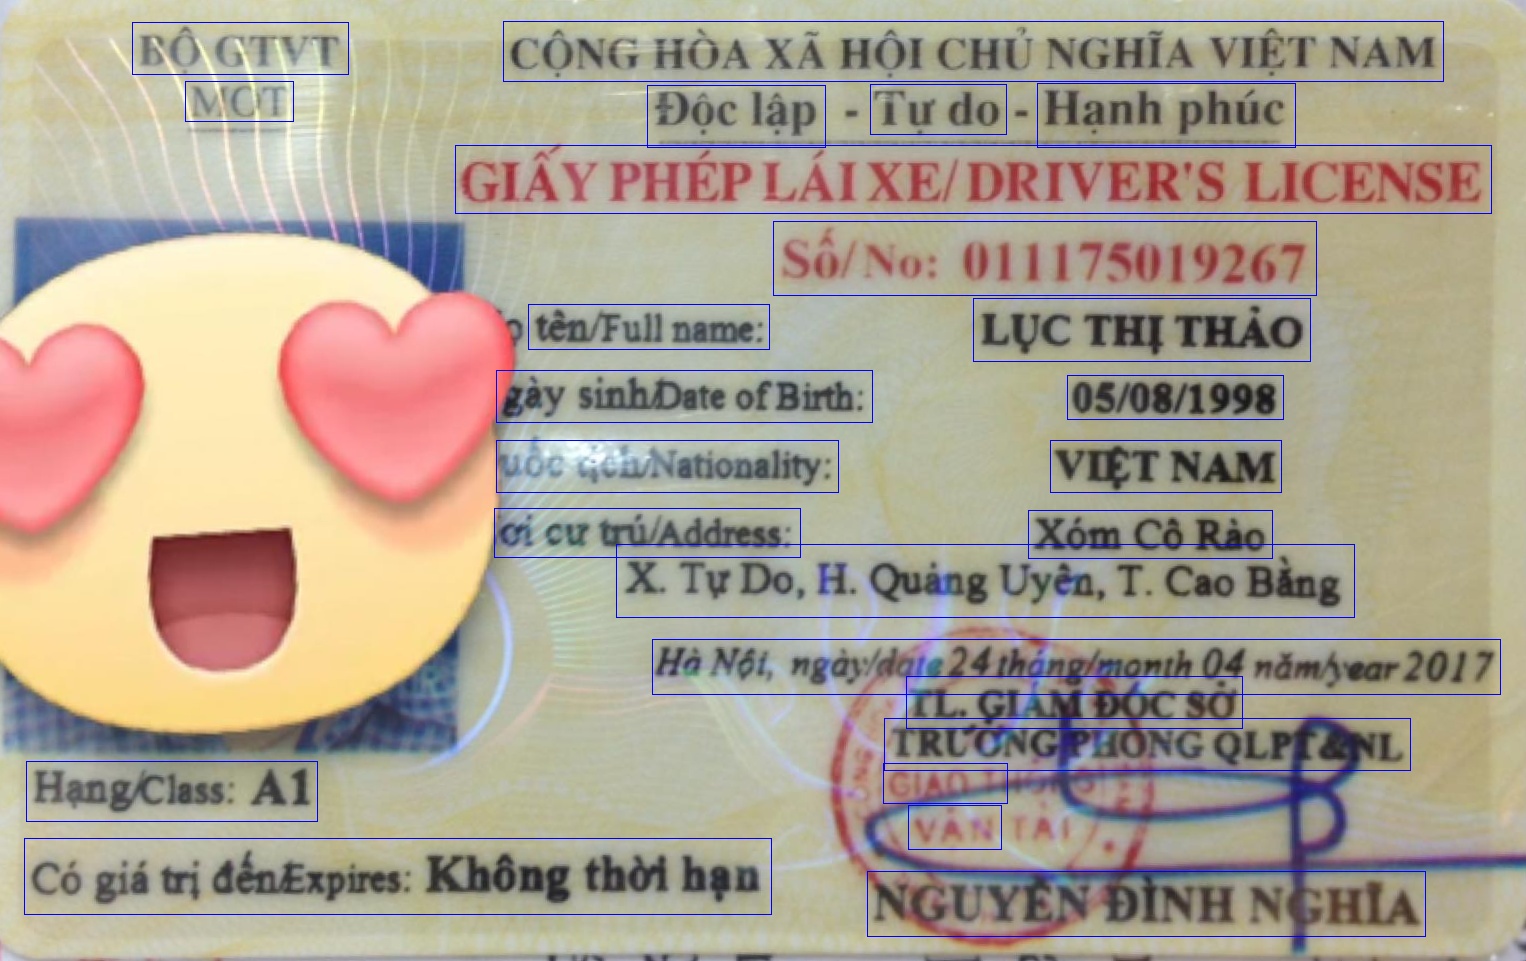 BỘ GTVT
MOT
CỘNG HÒA XÃ HỘI CHỦ NGHĨA VIỆT NAM
Độc lập - Tự do - Hạnh phúc
GIẤY PHÉP LÁI XE/ DRIVER'S LICENSE
Số/ No: 011175019267
tên/Full name: LỤC THỊ THẢO
gày sinh/Date of Birth: 05/08/1998
uốc tịch/Nationality: VIỆT NAM
ơi cư trú/Address: Xóm Cô Rào
X. Tự Do, H. Quảng Uyên, T. Cao Bằng
Hà Nội, ngày/date 24 tháng/month 04 năm/year 2017
TL. GIÁM ĐỐC SỞ
TRƯỞNG PHÒNG QLPT&NL
GIAO THÔNG
VẬN TẢI
NGUYỄN ĐÌNH NGHĨA
Hạng/Class: A1
Có giá trị đến/Expires: Không thời hạn